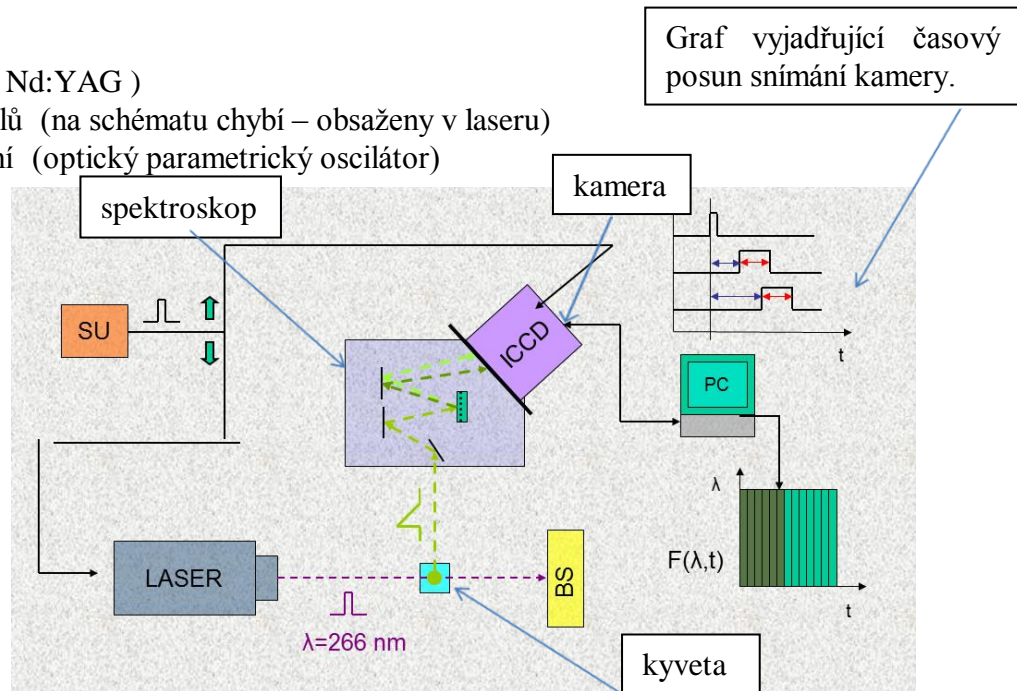 Graf vyjadřující časový
posun snímání kamery.
Nd:YAG )
lů (na schématu chybí – obsaženy v laseru)
ní (optický parametrický oscilátor)
spektroskop
kamera
SU
ICCD
t
PC
λ
F(λ,t)
t
LASER
BS
λ=266 nm
kyveta